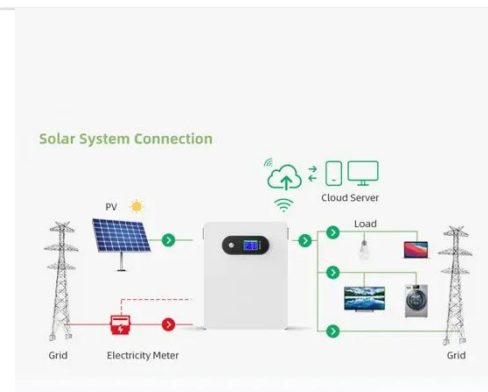 Solar System Connection
Cloud Server
PV
Load
Grid
Electricity Meter
Grid